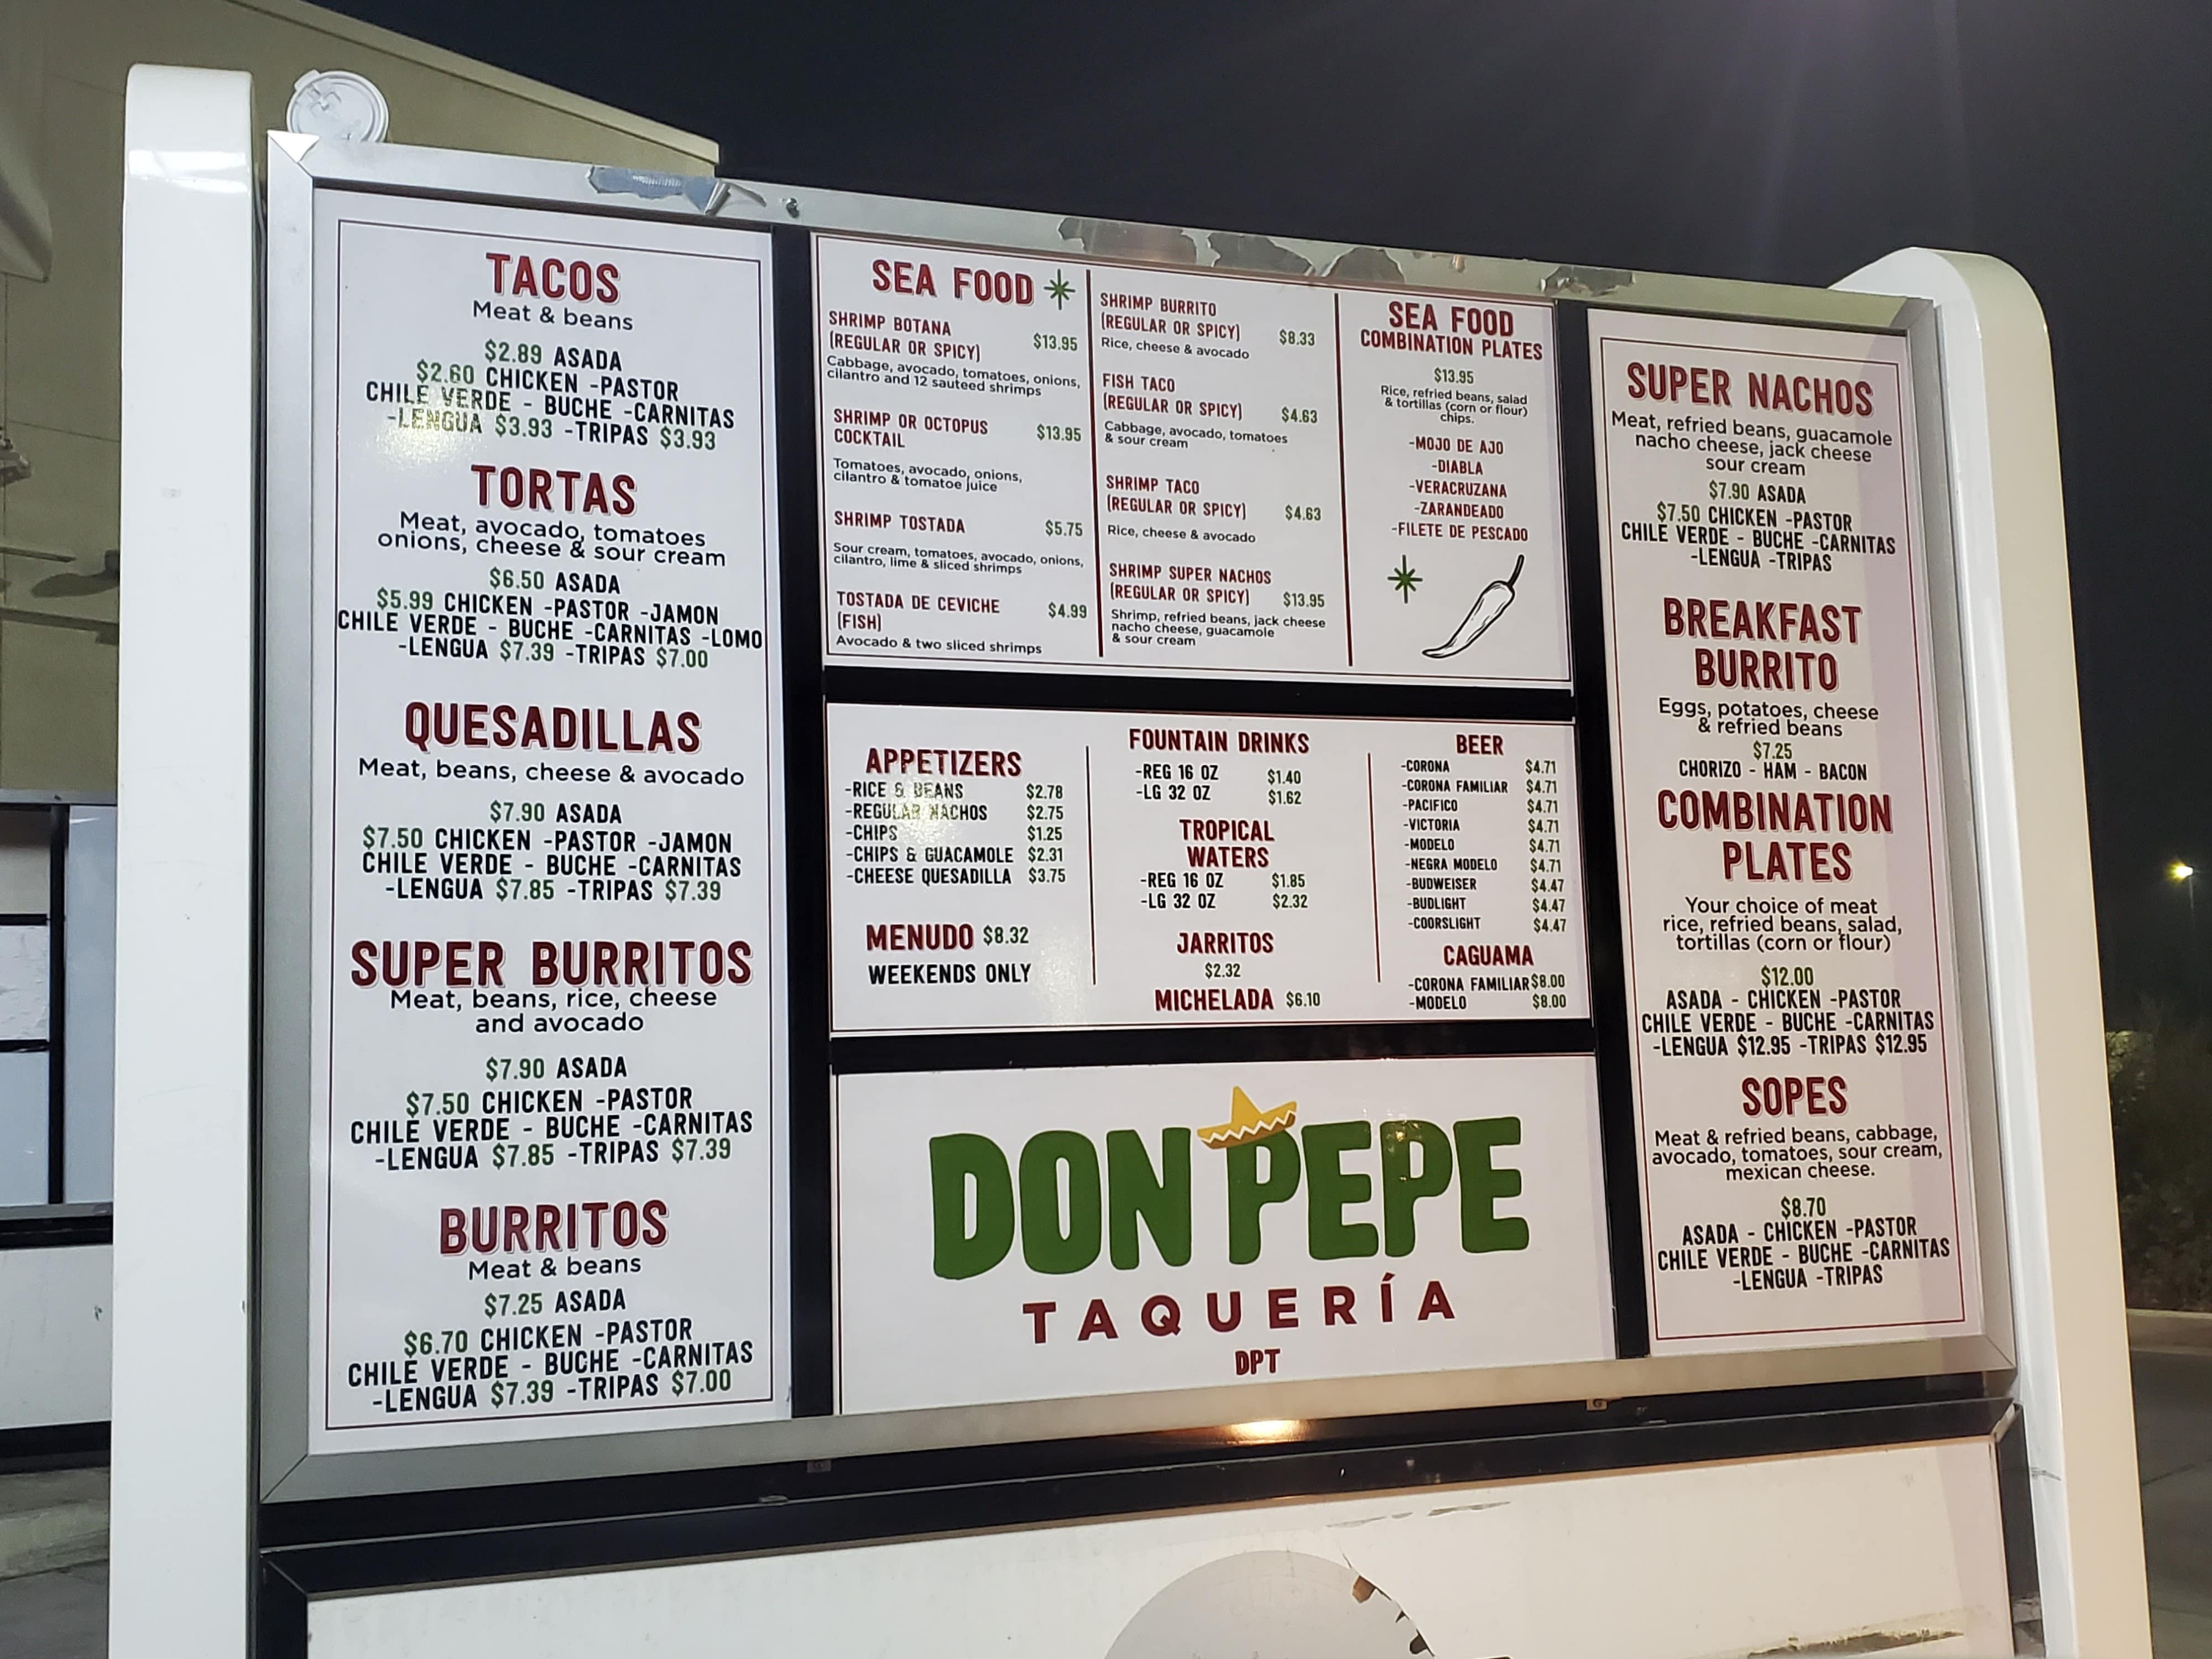 TACOS
Meat & beans
$2.89 ASADA
$2.60 CHICKEN -PASTOR
CHILE VERDE - BUCHE -CARNITAS
-LENGUA $3.93 -TRIPAS $3.93
TORTAS
Meat, avocado, tomatoes
onions, cheese & sour cream
$6.50 ASADA
$5.99 CHICKEN -PASTOR -JAMON
CHILE VERDE - BUCHE -CARNITAS -LOMO
-LENGUA $7.39 -TRIPAS $7.00
QUESADILLAS
Meat, beans, cheese & avocado
$7.90 ASADA
$7.50 CHICKEN -PASTOR -JAMON
CHILE VERDE - BUCHE -CARNITAS
-LENGUA $7.85 -TRIPAS $7.39
SUPER BURRITOS
Meat, beans, rice, cheese
and avocado
$7.90 ASADA
$7.50 CHICKEN -PASTOR
CHILE VERDE - BUCHE -CARNITAS
-LENGUA $7.85 -TRIPAS $7.39
BURRITOS
Meat & beans
$7.25 ASADA
$6.70 CHICKEN -PASTOR
CHILE VERDE - BUCHE -CARNITAS
-LENGUA $7.39 -TRIPAS $7.00
SEA FOOD
SHRIMP BOTANA
(REGULAR OR SPICY) $13.95
Cabbage, avocado, tomatoes, onions,
cilantro and 12 sauteed shrimps
SHRIMP OR OCTOPUS
COCKTAIL $13.95
Tomatoes, avocado, onions,
cilantro & tomatoe juice
SHRIMP TOSTADA $5.75
Sour cream, tomatoes, avocado, onions,
cilantro, lime & sliced shrimps
TOSTADA DE CEVICHE $4.99
(FISH)
Avocado & two sliced shrimps
SHRIMP BURRITO
(REGULAR OR SPICY) $8.33
Rice, cheese & avocado
FISH TACO
(REGULAR OR SPICY) $4.63
Cabbage, avocado, tomatoes
& sour cream
SHRIMP TACO
(REGULAR OR SPICY) $4.63
Rice, cheese & avocado
SHRIMP SUPER NACHOS
(REGULAR OR SPICY) $13.95
Shrimp, refried beans, jack cheese
nacho cheese, guacamole
& sour cream
SEA FOOD
COMBINATION PLATES
$13.95
Rice, refried beans, salad
& tortillas (corn or flour)
chips.
-MOJO DE AJO
-DIABLA
-VERACRUZANA
-ZARANDEADO
-FILETE DE PESCADO
APPETIZERS
-RICE & BEANS $2.78
-REGULAR NACHOS $2.75
-CHIPS $1.25
-CHIPS & GUACAMOLE $2.31
-CHEESE QUESADILLA $3.75
MENUDO $8.32
WEEKENDS ONLY
FOUNTAIN DRINKS
-REG 16 OZ $1.40
-LG 32 OZ $1.62
TROPICAL
WATERS
-REG 16 OZ $1.85
-LG 32 OZ $2.32
JARRITOS
$2.32
MICHELADA $6.10
BEER
-CORONA $4.71
-CORONA FAMILIAR $4.71
-PACIFICO $4.71
-VICTORIA $4.71
-MODELO $4.71
-NEGRA MODELO $4.71
-BUDWEISER $4.47
-BUDLIGHT $4.47
-COORSLIGHT $4.47
CAGUAMA
-CORONA FAMILIAR $8.00
-MODELO $8.00
DON PEPE
TAQUERÍA
DPT
SUPER NACHOS
Meat, refried beans, guacamole
nacho cheese, jack cheese
sour cream
$7.90 ASADA
$7.50 CHICKEN -PASTOR
CHILE VERDE - BUCHE -CARNITAS
-LENGUA -TRIPAS
BREAKFAST
BURRITO
Eggs, potatoes, cheese
& refried beans
$7.25
CHORIZO - HAM - BACON
COMBINATION
PLATES
Your choice of meat
rice, refried beans, salad,
tortillas (corn or flour)
$12.00
ASADA - CHICKEN -PASTOR
CHILE VERDE - BUCHE -CARNITAS
-LENGUA $12.95 -TRIPAS $12.95
SOPES
Meat & refried beans, cabbage,
avocado, tomatoes, sour cream,
mexican cheese.
$8.70
ASADA - CHICKEN -PASTOR
CHILE VERDE - BUCHE -CARNITAS
-LENGUA -TRIPAS